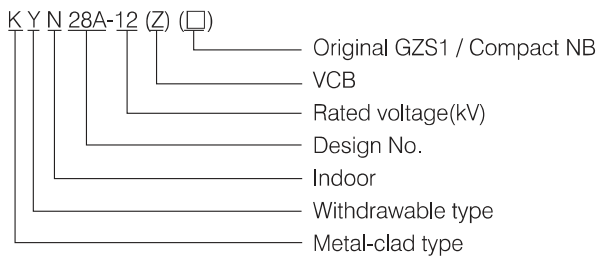 KYN28A-12(Z)(□)
Original GZS1 / Compact NB
VCB
Rated voltage(kV)
Design No.
Indoor
Withdrawable type
Metal-clad type